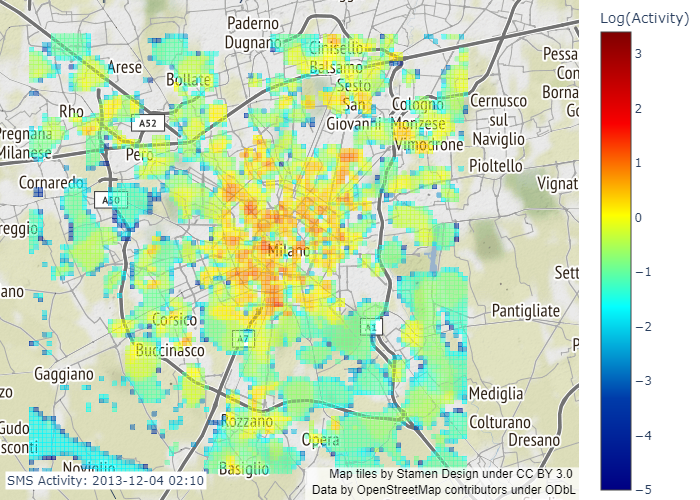 Log(Activity)
Paderno
Dugnano
Cinisello
Balsamo
Arese
Bollate
Sesto
San
Giovanni
Cologno
Monzese
Cernusco
sul
Naviglio
Pessa
Con
Borna
Go
Rho
A52
Pregnana
Milanese
Pero
Vimodrone
Pioltello
Cornaredo
A50
Vignat
reggio
Milano
Sett
ano
Pantigliate
Corsico
A7
A1
P
Buccinasco
Gaggiano
zo
Mediglia
Rozzano
Colturano
Gudo
sconti
Opera
Dresano
Noviglio
Basiglio
SMS Activity: 2013-12-04 02:10
Map tiles by Stamen Design under CC BY 3.0
Data by OpenStreetMap contributors under ODbL
3
2
1
0
−1
−2
−3
−4
−5